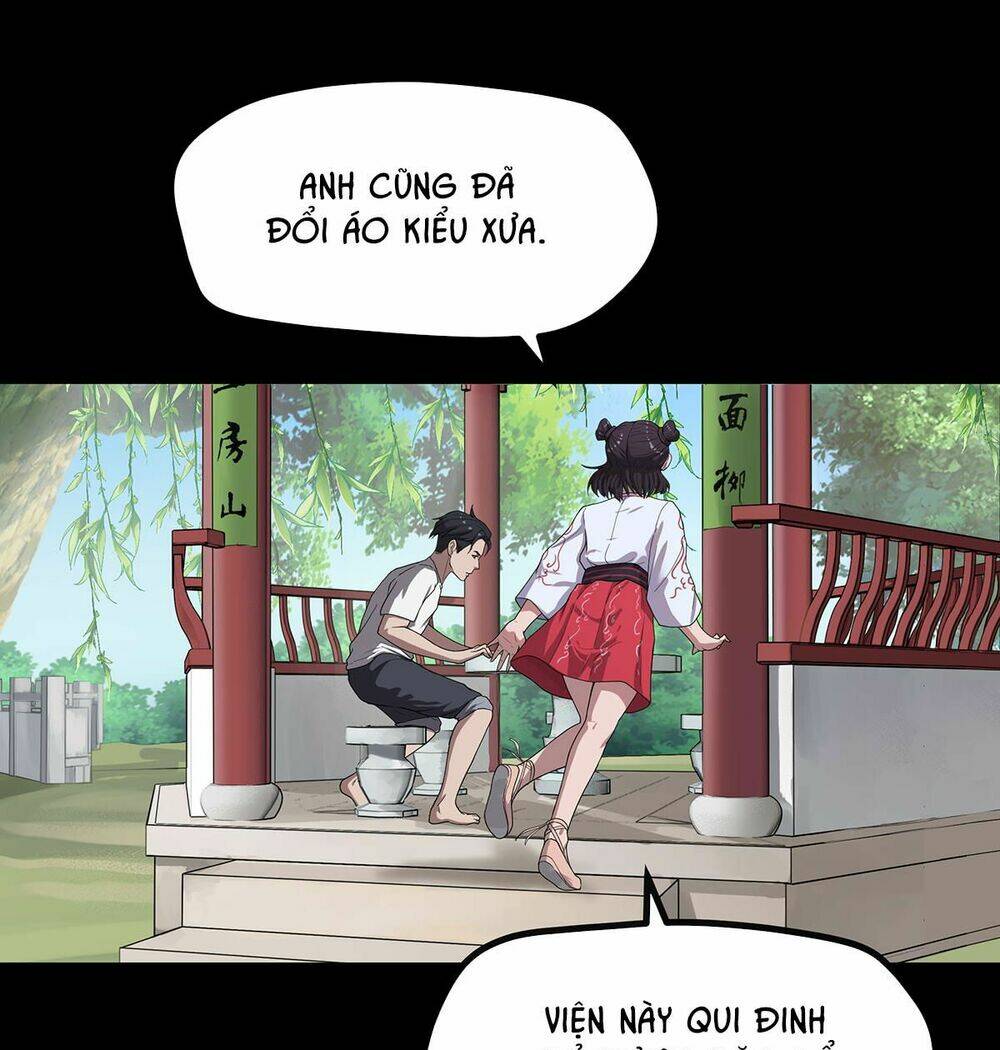 ANH CŨNG ĐÃ
ĐỔI ÁO KIỂU XƯA.
房
山
面
柳
VIỆN NÀY QUI ĐỊNH